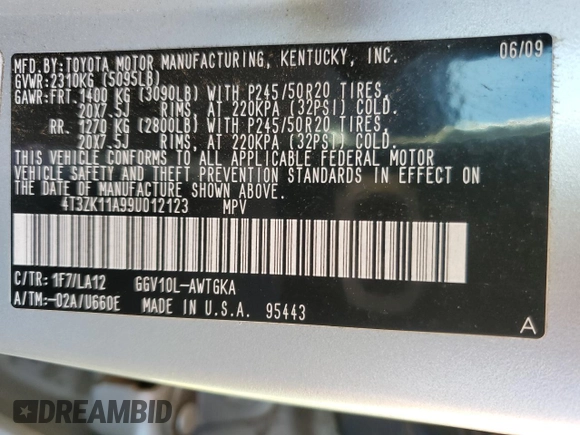 MFD.BY:TOYOTA MOTOR MANUFACTURING, KENTUCKY, INC. 06/09
GVWR:2310KG (5095LB)
GAWR:FRT. 1400 KG (3090LB) WITH P245/50R20 TIRES,
20X7.5J RIMS, AT 220KPA (32PSI) COLD.
RR. 1270 KG (2800LB) WITH P245/50R20 TIRES,
20X7.5J RIMS, AT 220KPA (32PSI) COLD.
THIS VEHICLE CONFORMS TO ALL APPLICABLE FEDERAL MOTOR
VEHICLE SAFETY AND THEFT PREVENTION STANDARDS IN EFFECT ON
THE DATE OF MANUFACTURE SHOWN ABOVE.
4T3ZK11A99U012123 MPV
C/TR: 1F7/LA12 GGV10L-AWTGKA
A/TM:-02A/U660E MADE IN U.S.A. 95443 A
DREAMBID